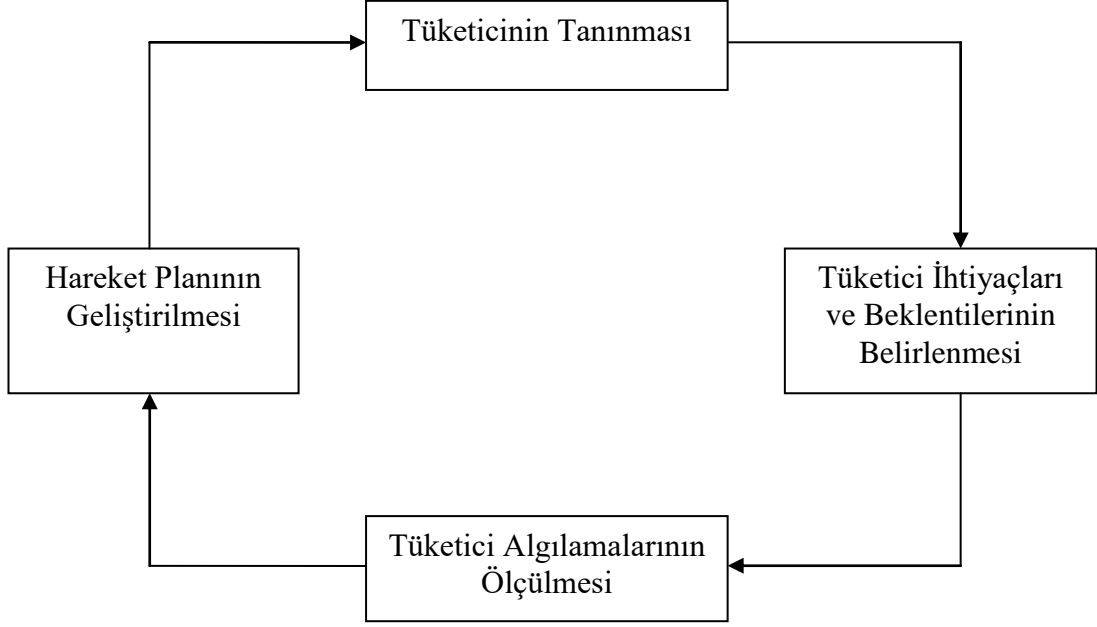 Tüketicinin Tanınması
Hareket Planının
Geliştirilmesi
Tüketici İhtiyaçları
ve Beklentilerinin
Belirlenmesi
Tüketici Algılamalarının
Ölçülmesi